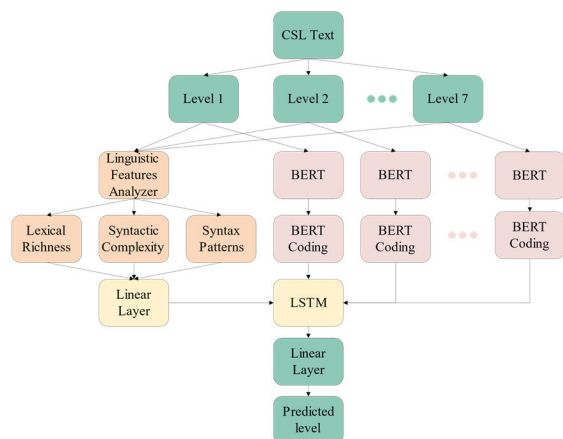 CSL Text
Level 1
Level 2
Level 7
Linguistic
Features
Analyzer
BERT
BERT
BERT
Lexical
Richness
Syntactic
Complexity
Syntax
Patterns
BERT
Coding
BERT
Coding
BERT
Coding
Linear
Layer
LSTM
Linear
Layer
Predicted
level